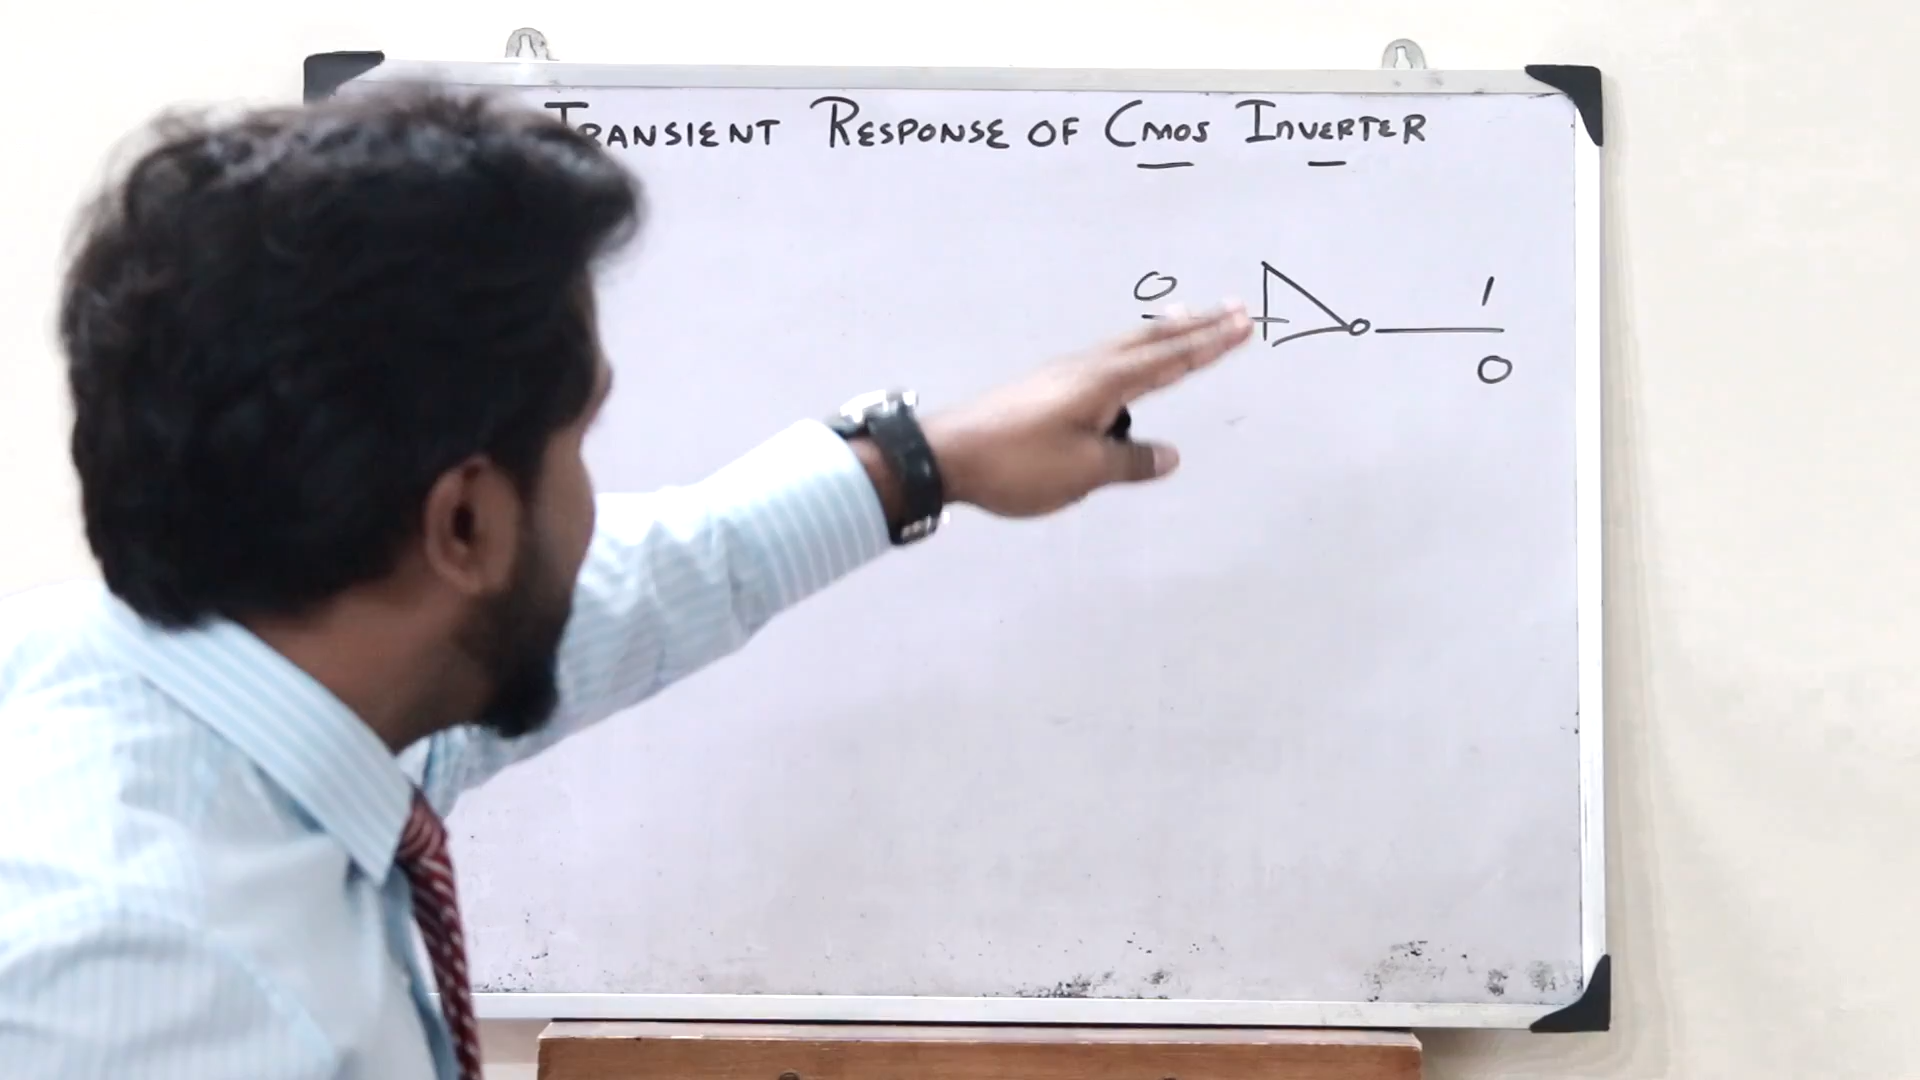 TRANSIENT RESPONSE OF CMOS INVERTER
0 1
0